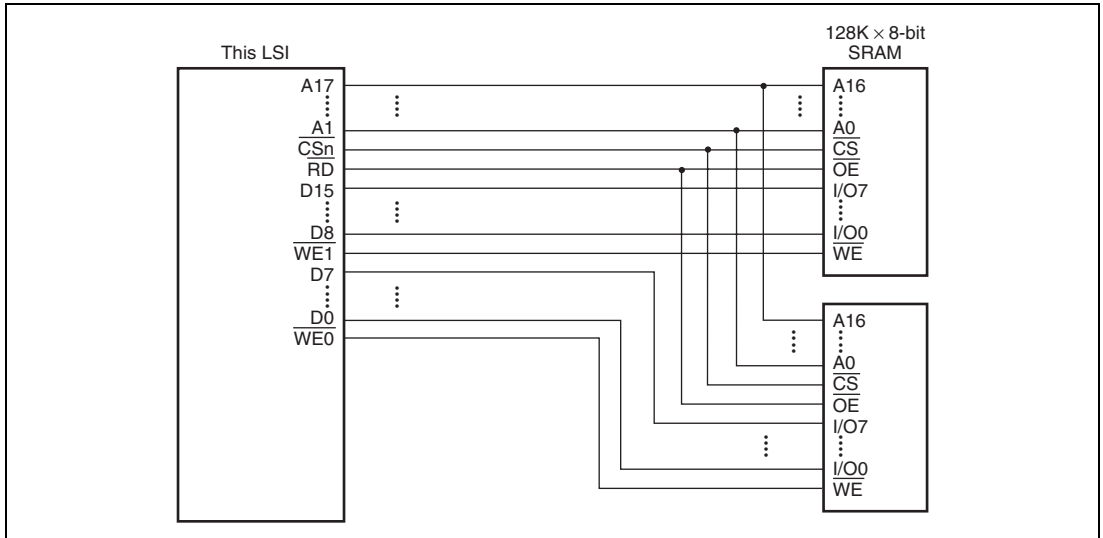 This LSI
A17
A1
CSn
RD
D15
D8
WE1
D7
D0
WE0
128K × 8-bit
SRAM
A16
A0
CS
OE
I/O7
I/O0
WE
A16
A0
CS
OE
I/O7
I/O0
WE